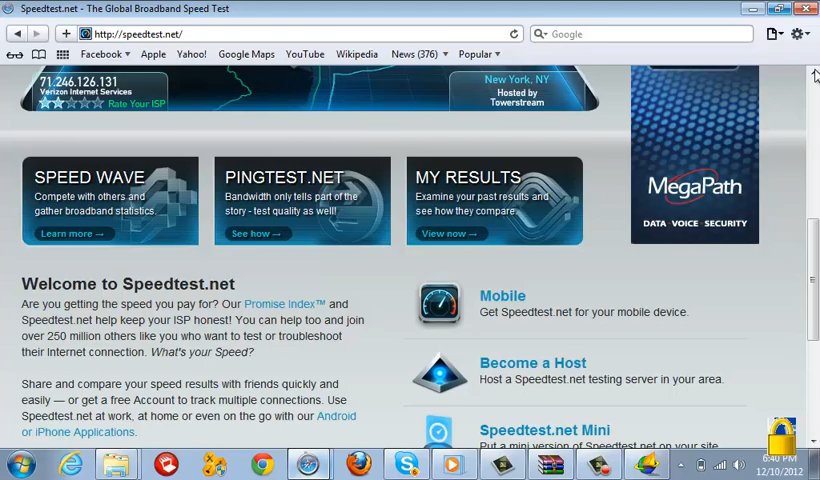 Speedtest.net - The Global Broadband Speed Test
http://speedtest.net/
Google
Facebook Apple Yahoo! Google Maps YouTube Wikipedia News (376) Popular
71.246.126.131
Verizon Internet Services
Rate Your ISP
New York, NY
Hosted by
Towerstream
SPEED WAVE
Compete with others and
gather broadband statistics.
Learn more →
PINGTEST.NET
Bandwidth only tells part of the
story - test quality as well!
See how →
MY RESULTS
Examine your past results and
see how they compare.
View now →
MegaPath
DATA · VOICE · SECURITY
Welcome to Speedtest.net
Are you getting the speed you pay for? Our Promise Index™ and
Speedtest.net help keep your ISP honest! You can help too and join
over 250 million others like you who want to test or troubleshoot
their Internet connection. What's your Speed?
Share and compare your speed results with friends quickly and
easily — or get a free Account to track multiple connections. Use
Speedtest.net at work, at home or even on the go with our Android
or iPhone Applications.
Mobile
Get Speedtest.net for your mobile device.
Become a Host
Host a Speedtest.net testing server in your area.
Speedtest.net Mini
Put a mini version of Speedtest.net on your site
6:40 PM
12/10/2012